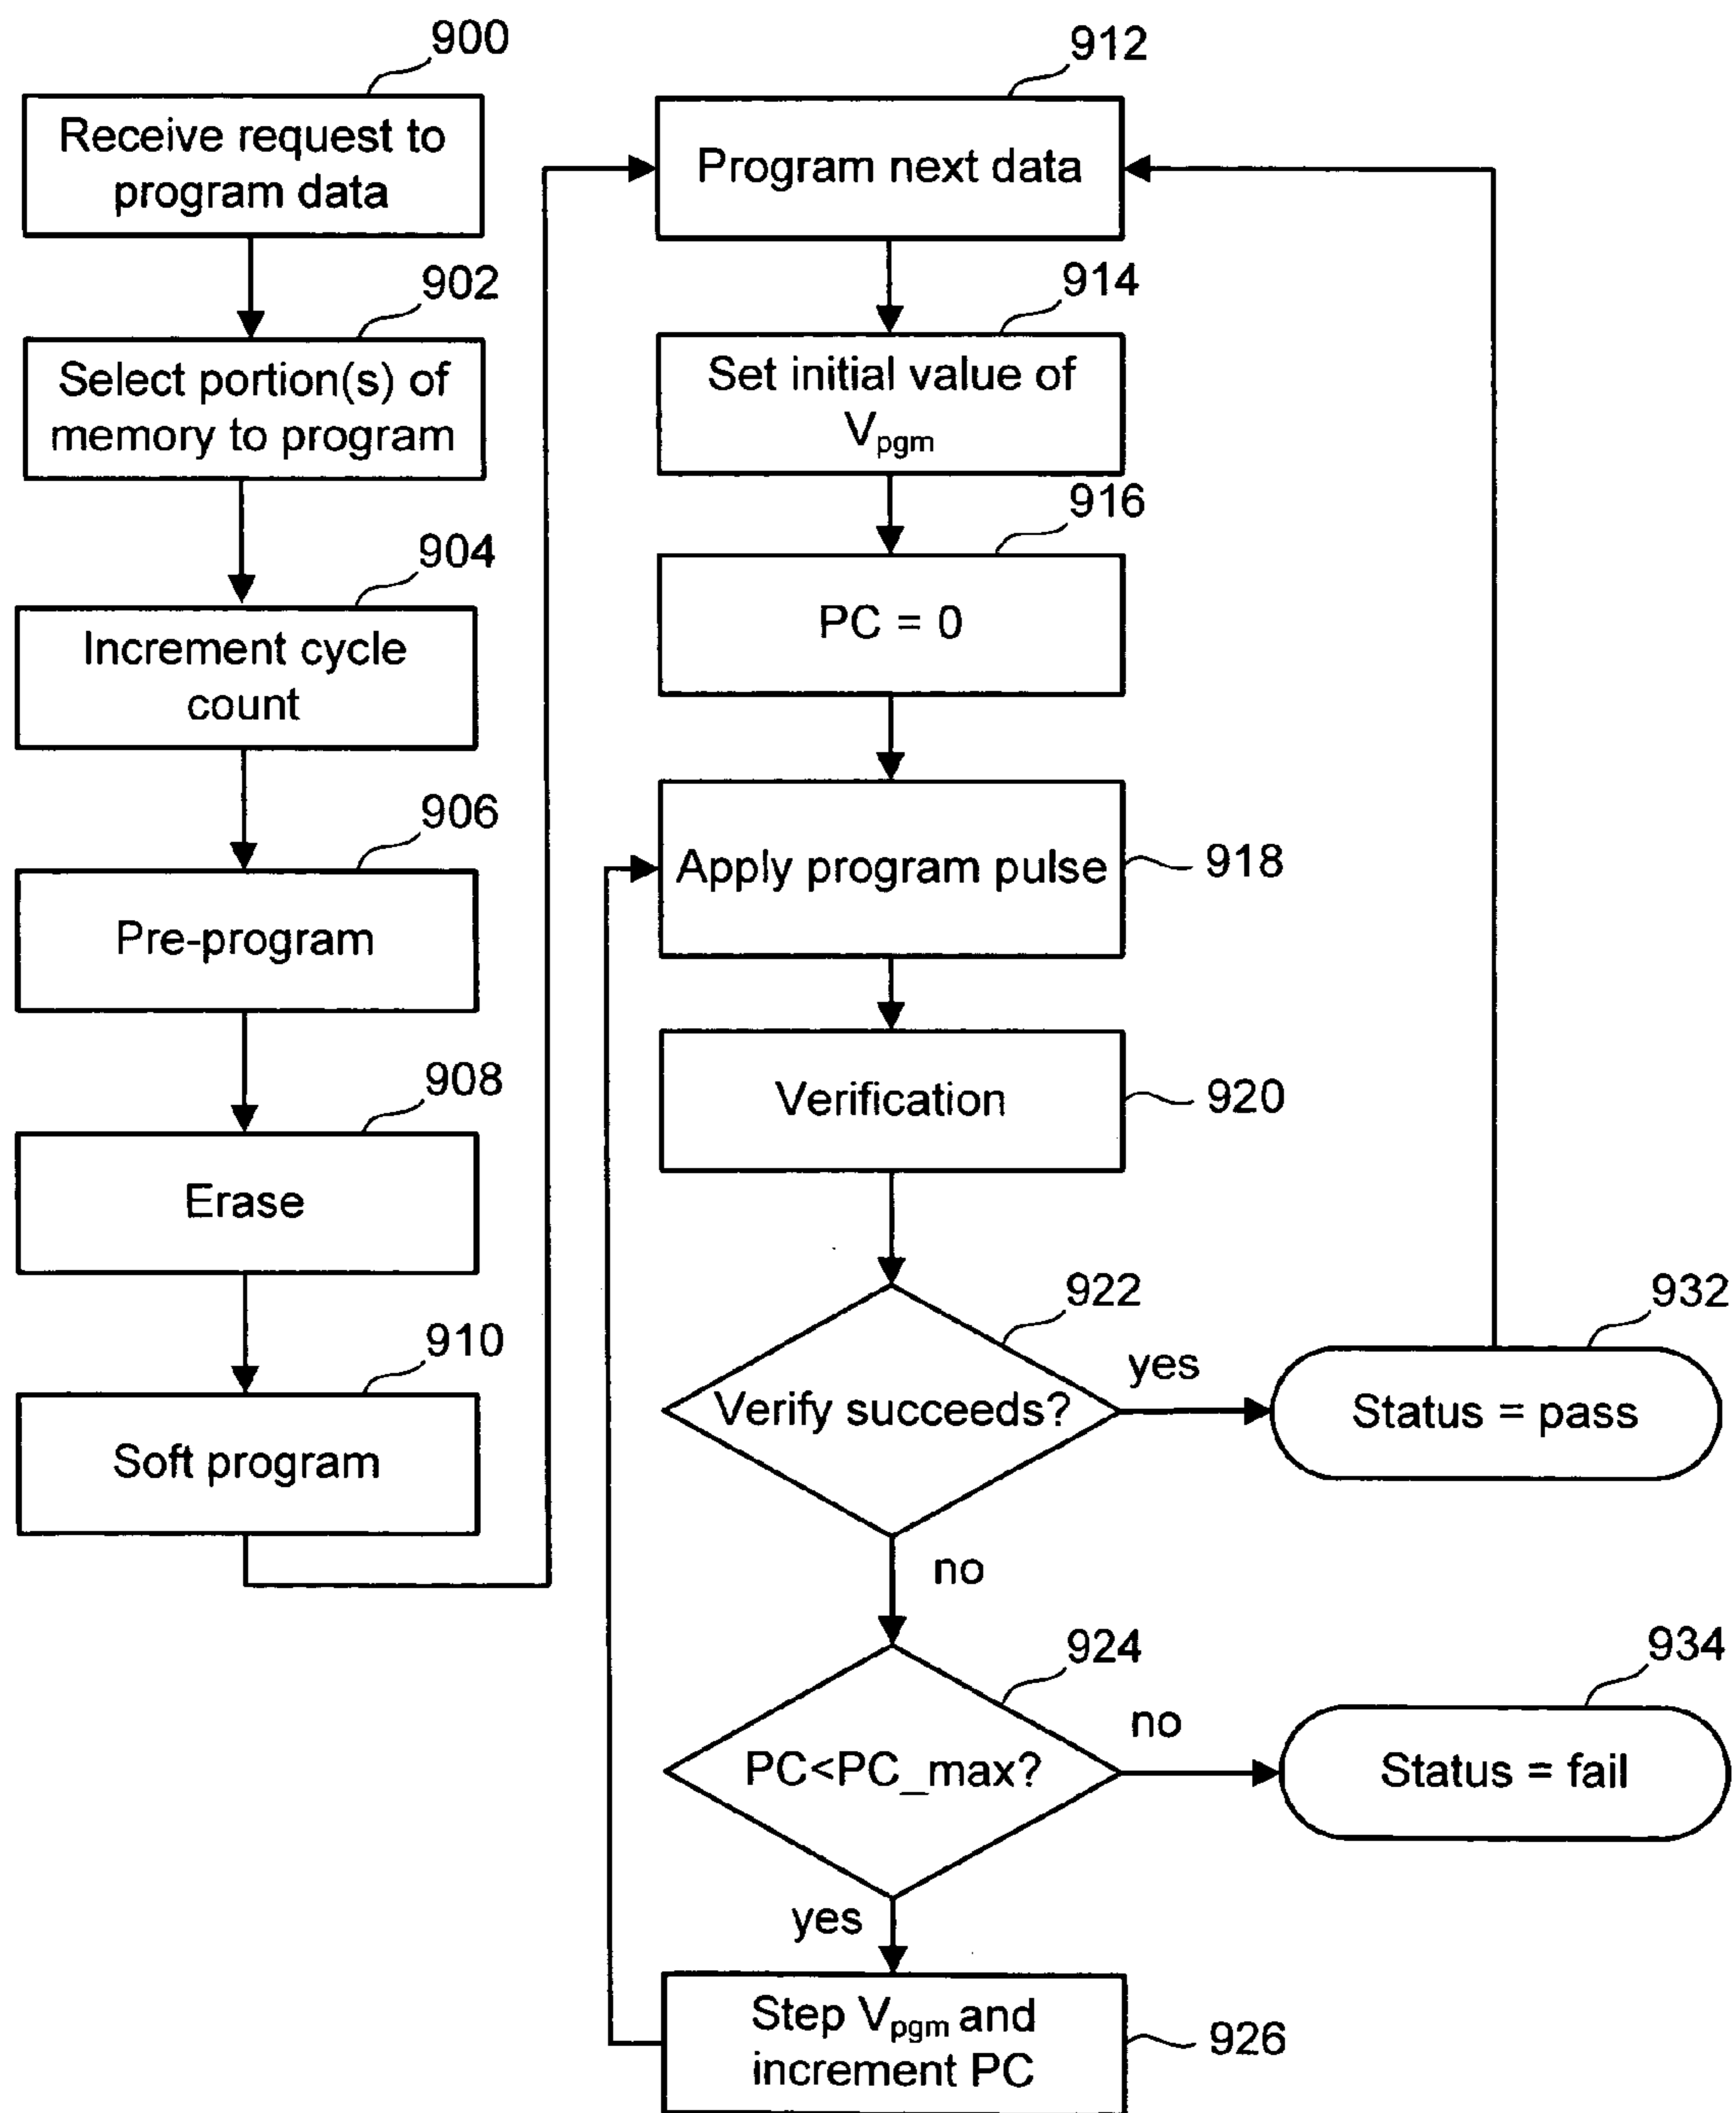 900
Receive request to
program data
902
Select portion(s) of
memory to program
904
Increment cycle
count
906
Pre-program
908
Erase
910
Soft program
912
Program next data
914
Set initial value of
Vpgm
916
PC = 0
Apply program pulse
918
Verification
920
922
Verify succeeds?
yes
932
Status = pass
no
924
PC<PC_max?
no
934
Status = fail
yes
Step Vpgm and
increment PC
926